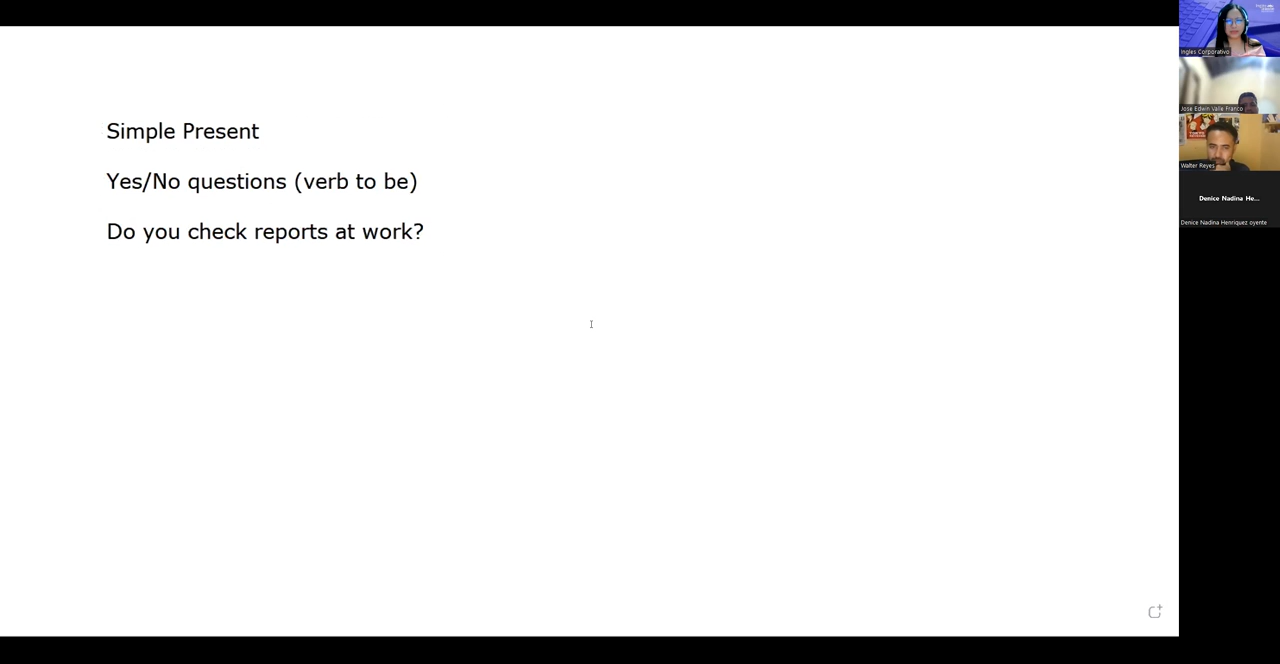 Simple Present
Yes/No questions (verb to be)
Do you check reports at work?
Ingles Corporativo
Jose Edwin Valle Franco
Walter Reyes
Denice Nadina He...
Denice Nadina Henriquez oyente